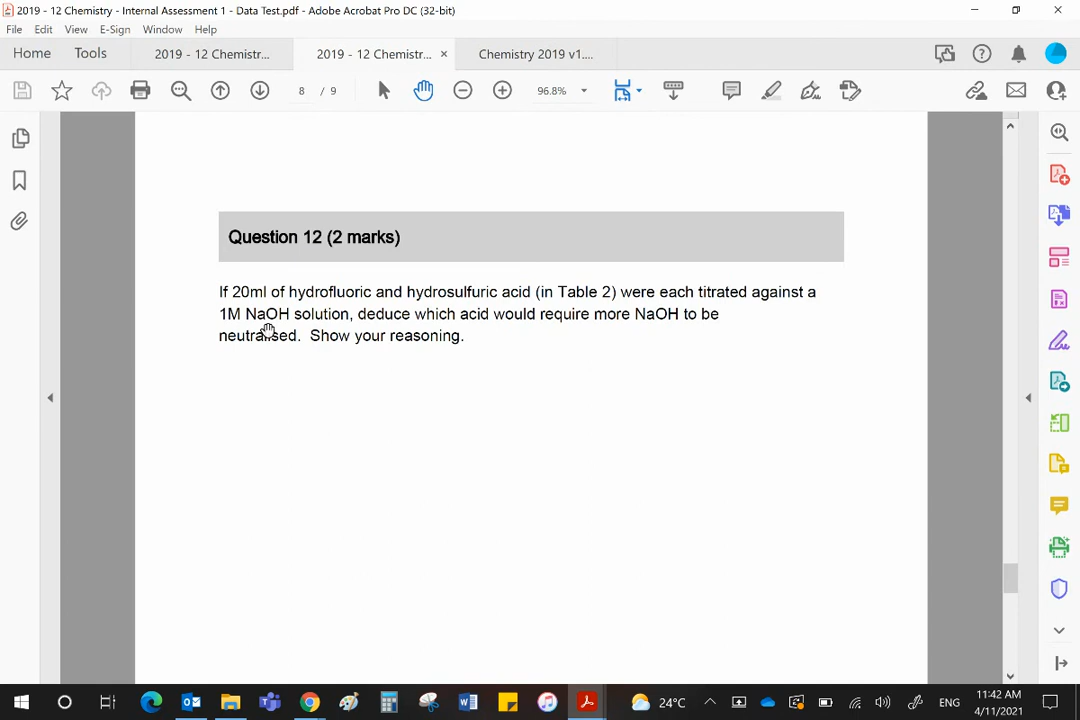 2019 - 12 Chemistry - Internal Assessment 1 - Data Test.pdf - Adobe Acrobat Pro DC (32-bit)
File Edit View E-Sign Window Help
Home Tools 2019 - 12 Chemistr... 2019 - 12 Chemistr... × Chemistry 2019 v1....
8 / 9 96.8%
Question 12 (2 marks)
If 20ml of hydrofluoric and hydrosulfuric acid (in Table 2) were each titrated against a
1M NaOH solution, deduce which acid would require more NaOH to be
neutralised. Show your reasoning.
24°C ENG 11:42 AM
4/11/2021